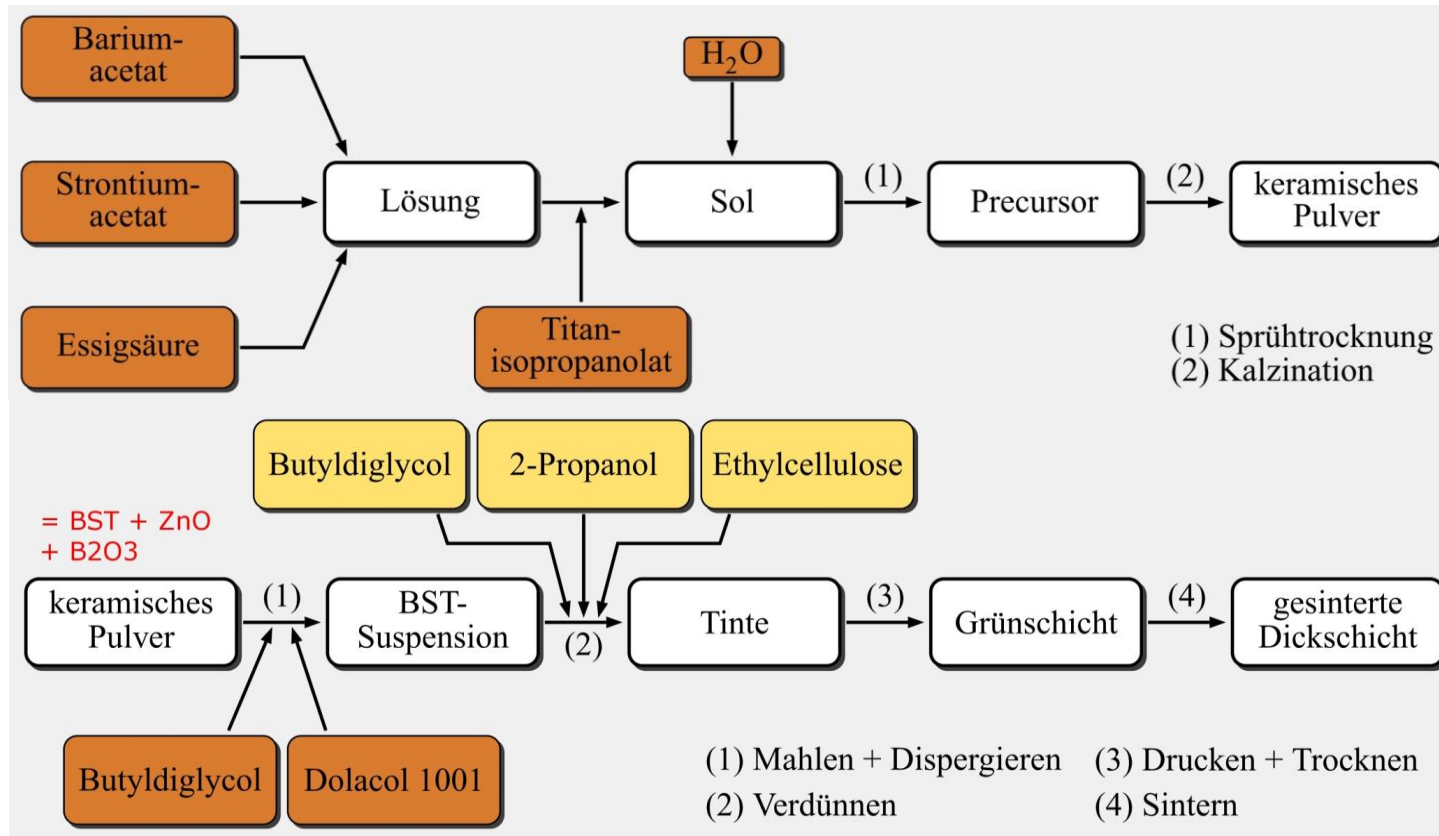 Barium-
acetat
H₂O
Strontium-
acetat
Lösung
Sol
(1)
Precursor
(2)
keramisches
Pulver
Essigsäure
Titan-
isopropanolat
(1) Sprühtrocknung
(2) Kalzination
Butyldiglycol
2-Propanol
Ethylcellulose
= BST + ZnO
+ B2O3
keramisches
Pulver
(1)
BST-
Suspension
(2)
Tinte
(3)
Grünschicht
(4)
gesinterte
Dickschicht
Butyldiglycol
Dolacol 1001
(1) Mahlen + Dispergieren
(2) Verdünnen
(3) Drucken + Trocknen
(4) Sintern